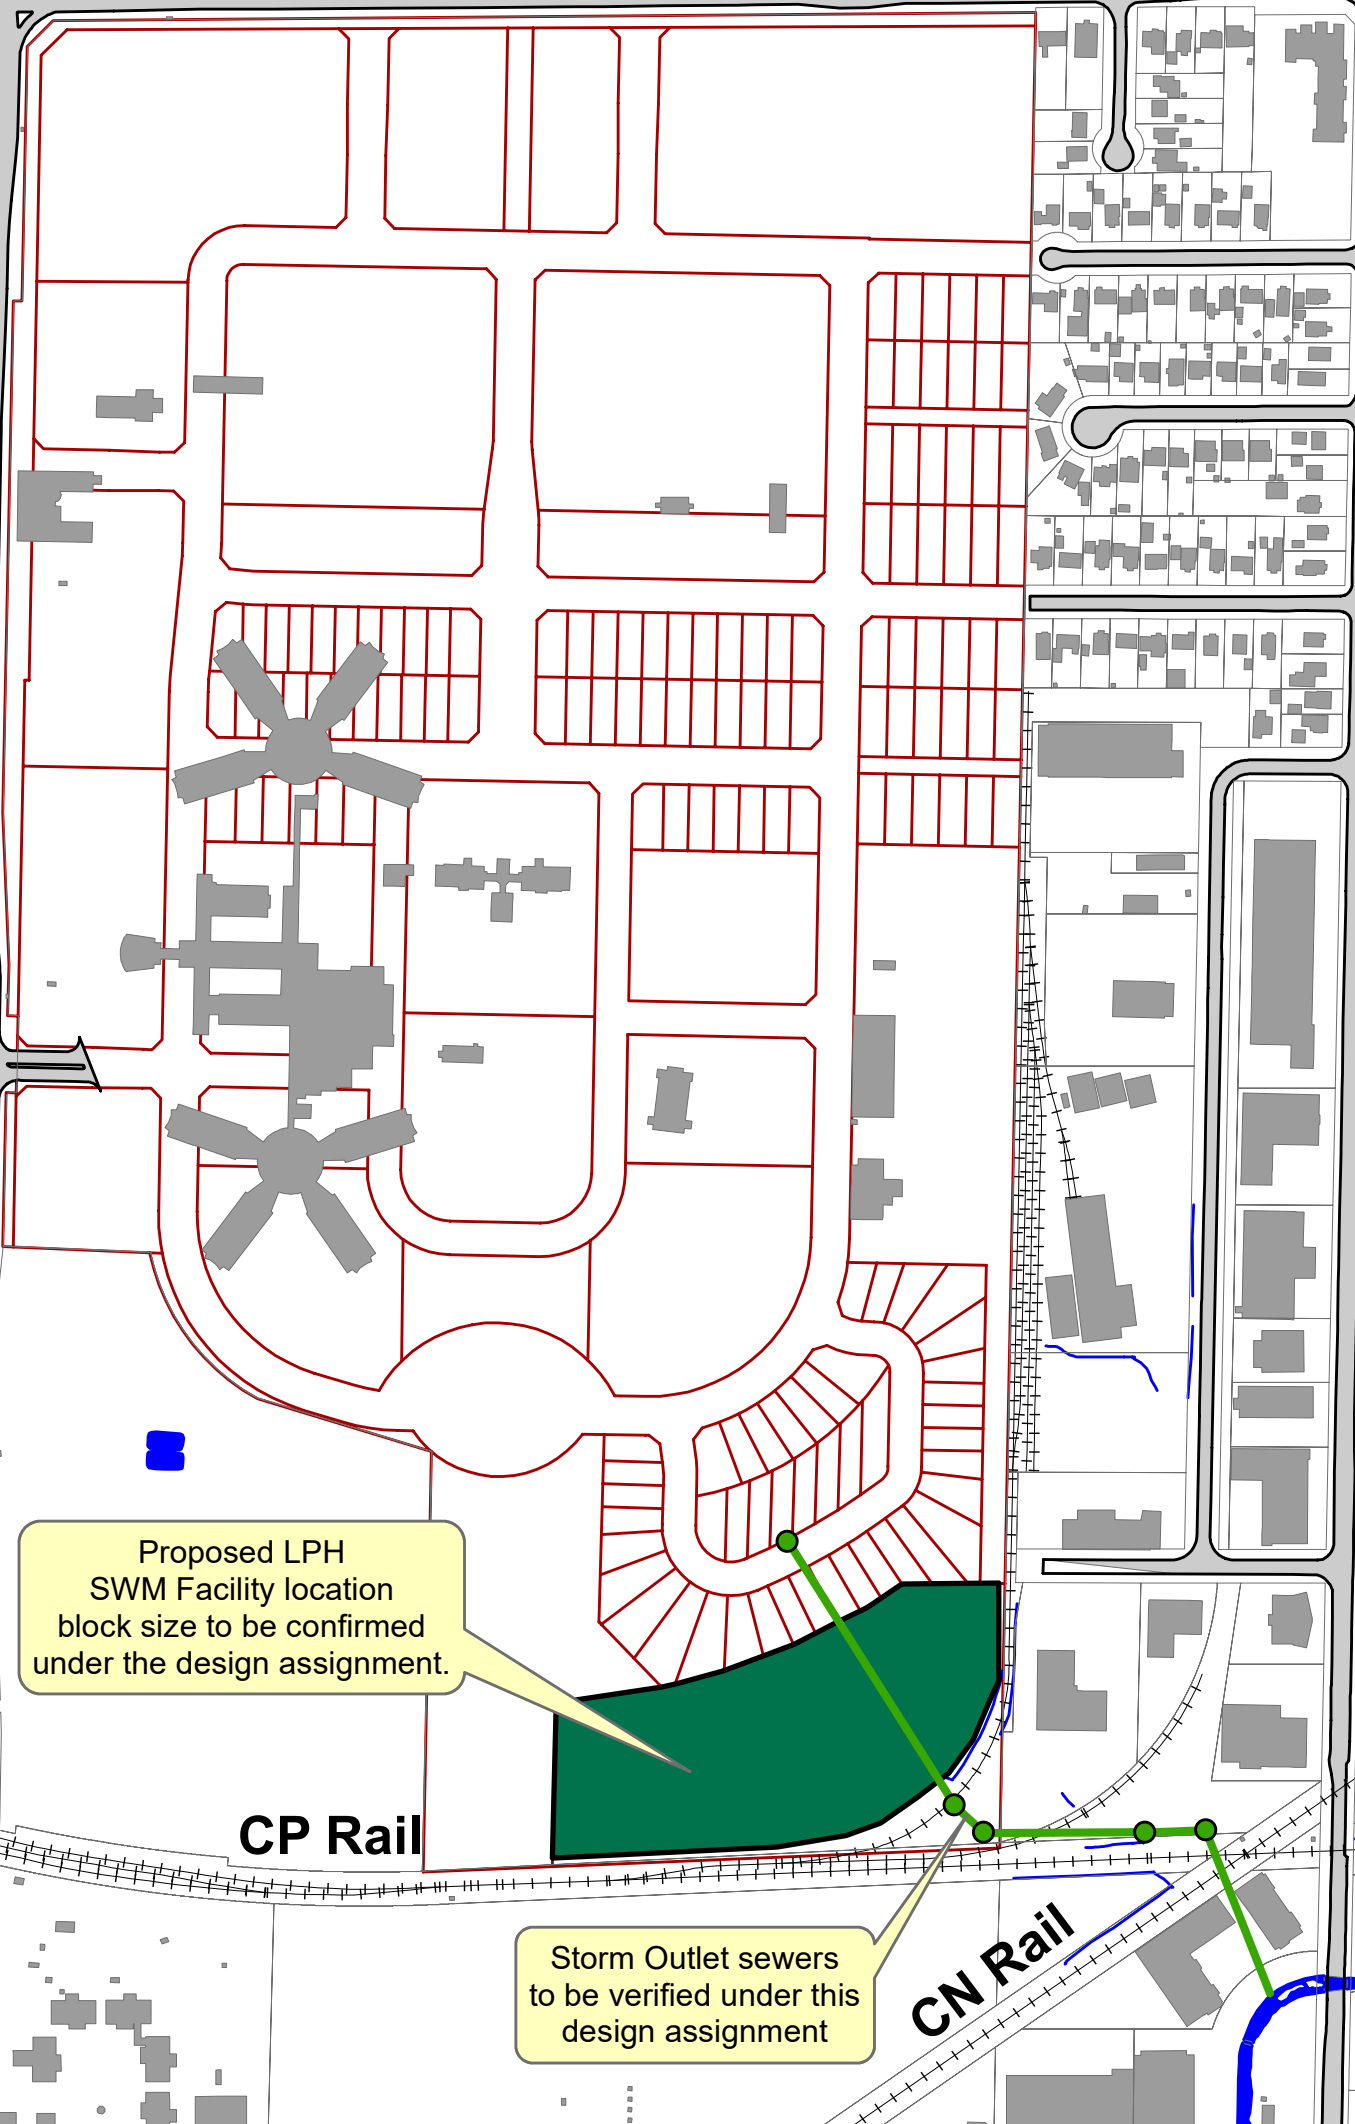 Proposed LPH
SWM Facility location
block size to be confirmed
under the design assignment.
CP Rail
Storm Outlet sewers
to be verified under this
design assignment
CN Rail